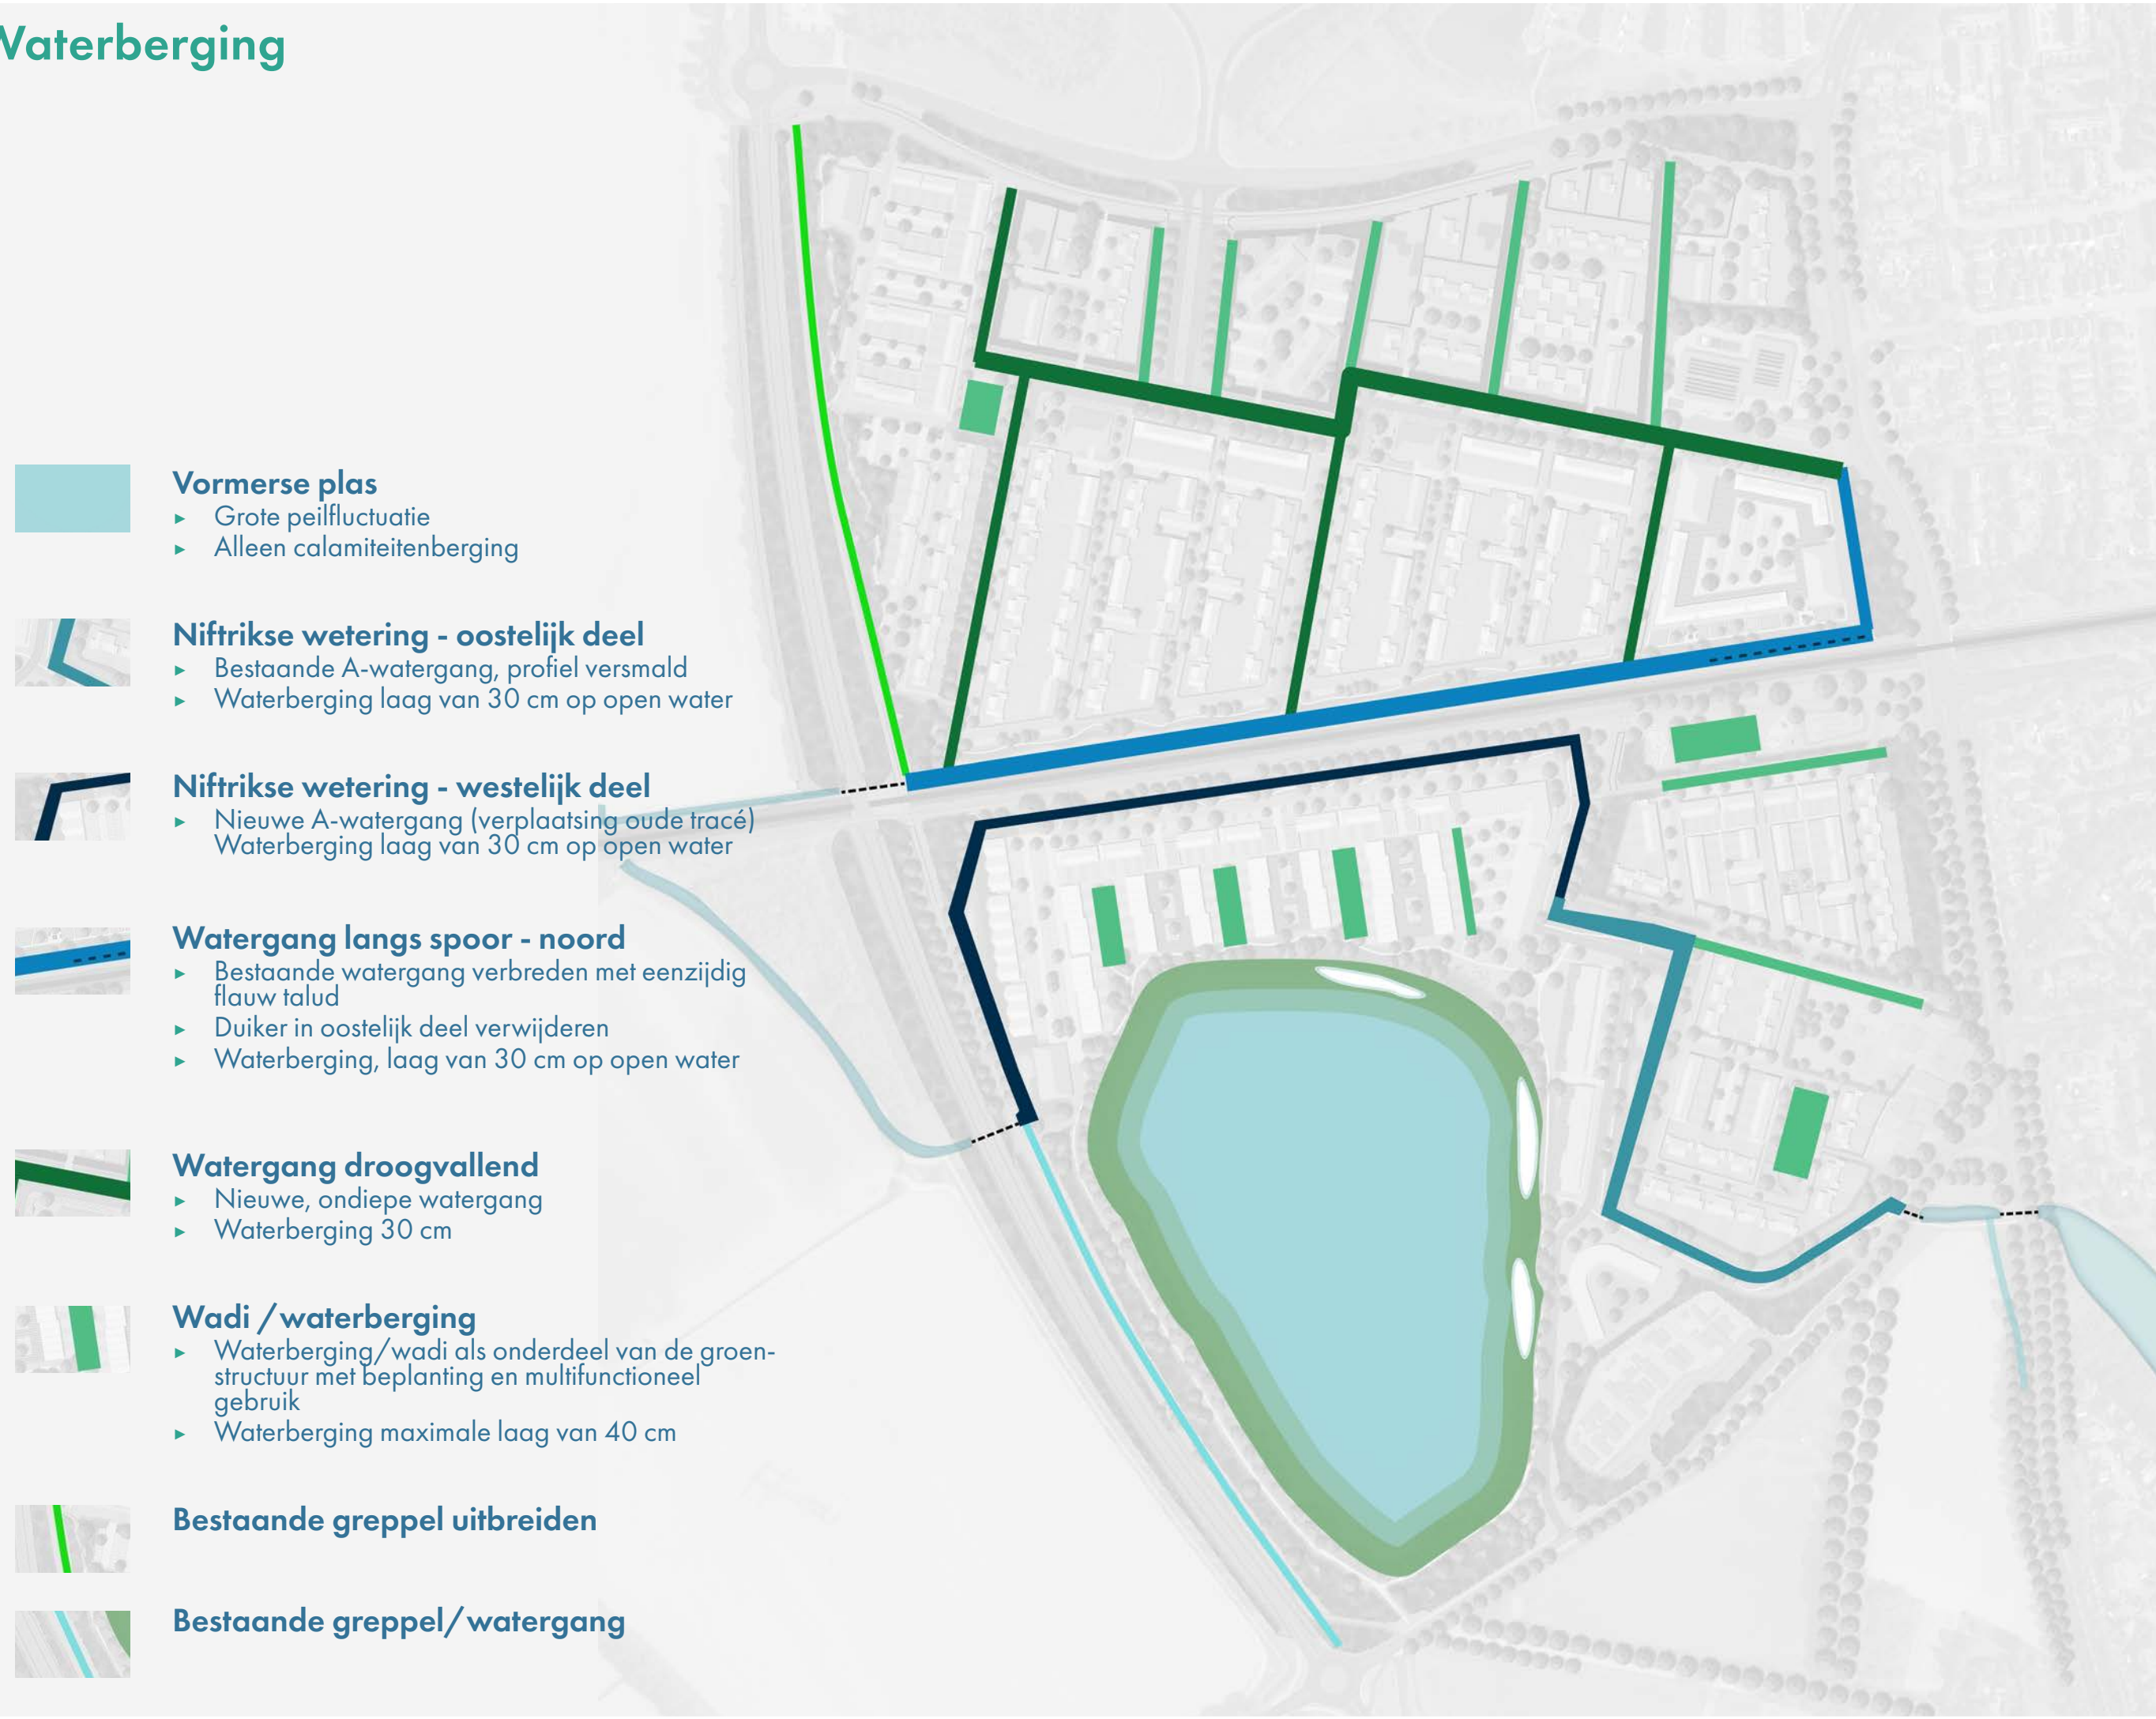 Waterberging
Vormerse plas
▸ Grote peilfluctuatie
▸ Alleen calamiteitenberging
Niftrikse wetering - oostelijk deel
▸ Bestaande A-watergang, profiel versmald
▸ Waterberging laag van 30 cm op open water
Niftrikse wetering - westelijk deel
▸ Nieuwe A-watergang (verplaatsing oude tracé)
Waterberging laag van 30 cm op open water
Watergang langs spoor - noord
▸ Bestaande watergang verbreden met eenzijdig
flauw talud
▸ Duiker in oostelijk deel verwijderen
▸ Waterberging, laag van 30 cm op open water
Watergang droogvallend
▸ Nieuwe, ondiepe watergang
▸ Waterberging 30 cm
Wadi /waterberging
▸ Waterberging/wadi als onderdeel van de groen-
structuur met beplanting en multifunctioneel
gebruik
▸ Waterberging maximale laag van 40 cm
Bestaande greppel uitbreiden
Bestaande greppel/watergang